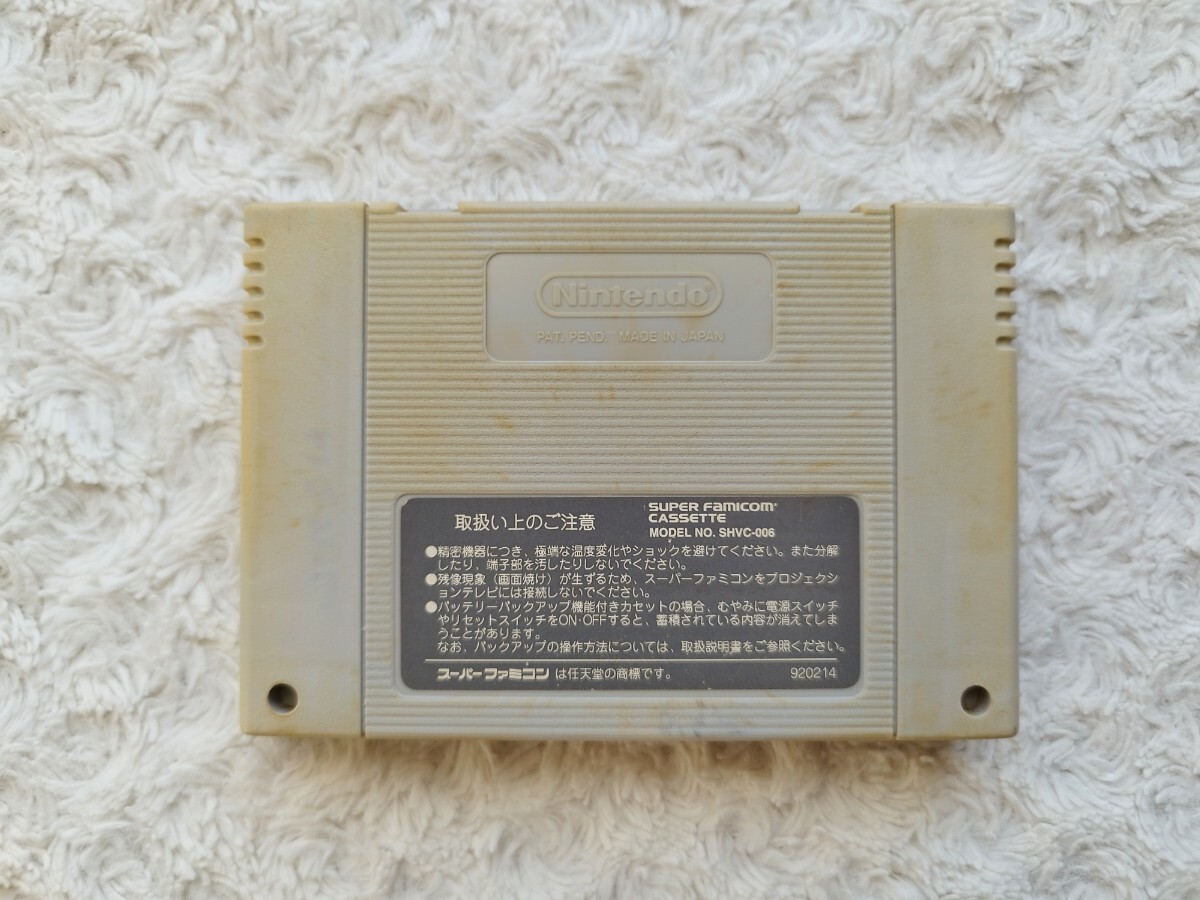 Nintendo
PAT. PEND. MADE IN JAPAN
取扱い上のご注意
SUPER FAMICOM
CASSETTE
MODEL NO. SHVC-006
●精密機器につき、極端な温度変化やショックを避けてください。また分解
したり、端子部を汚したりしないでください。
●残像現象（画面焼け）が生ずるため、スーパーファミコンをプロジェクシ
ョンテレビには接続しないでください。
●バッテリーバックアップ機能付きカセットの場合、むやみに電源スイッチ
やリセットスイッチをON·OFFすると、蓄積されている内容が消えてしま
うことがあります。
なお、バックアップの操作方法については、取扱説明書をご参照ください。
スーパーファミコン は任天堂の商標です。
920214